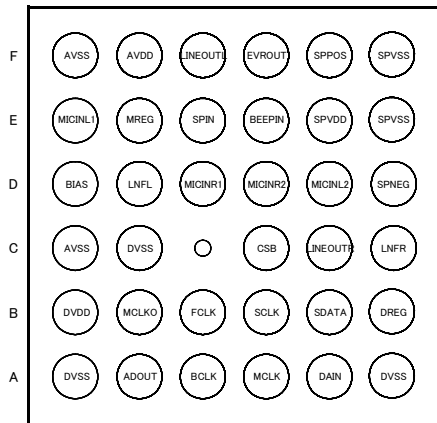 F AVSS AVDD LINEOUTL EVROUT SPPOS SPVSS
E MICINL1 MREG SPIN BEEPIN SPVDD SPVSS
D BIAS LNFL MICINR1 MICINR2 MICINL2 SPNEG
C AVSS DVSS CSB LINEOUTR LNFR
B DVDD MCLKO FCLK SCLK SDATA DREG
A DVSS ADOUT BCLK MCLK DAIN DVSS